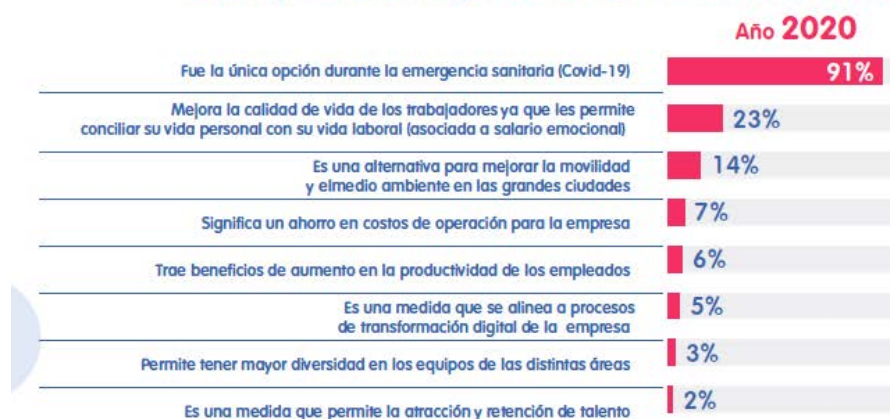 Año 2020
Fue la única opción durante la emergencia sanitaria (Covid-19)
91%
Mejora la calidad de vida de los trabajadores ya que les permite
conciliar su vida personal con su vida laboral (asociada a salario emocional)
23%
Es una alternativa para mejorar la movilidad
y elmedio ambiente en las grandes ciudades
14%
Significa un ahorro en costos de operación para la empresa
7%
Trae beneficios de aumento en la productividad de los empleados
6%
Es una medida que se alinea a procesos
de transformación digital de la empresa
5%
Permite tener mayor diversidad en los equipos de las distintas áreas
3%
Es una medida que permite la atracción y retención de talento
2%